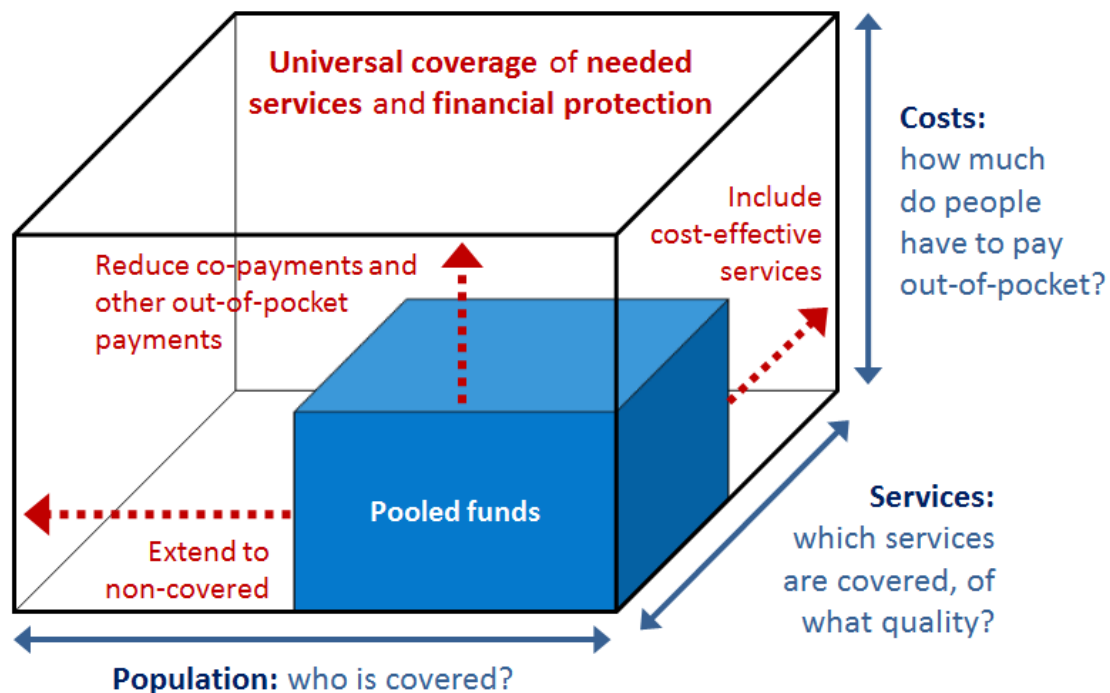 Universal coverage of needed
services and financial protection
Costs:
how much
do people
have to pay
out-of-pocket?
Include
cost-effective
services
Reduce co-payments and
other out-of-pocket
payments
Pooled funds
Extend to
non-covered
Services:
which services
are covered, of
what quality?
Population: who is covered?